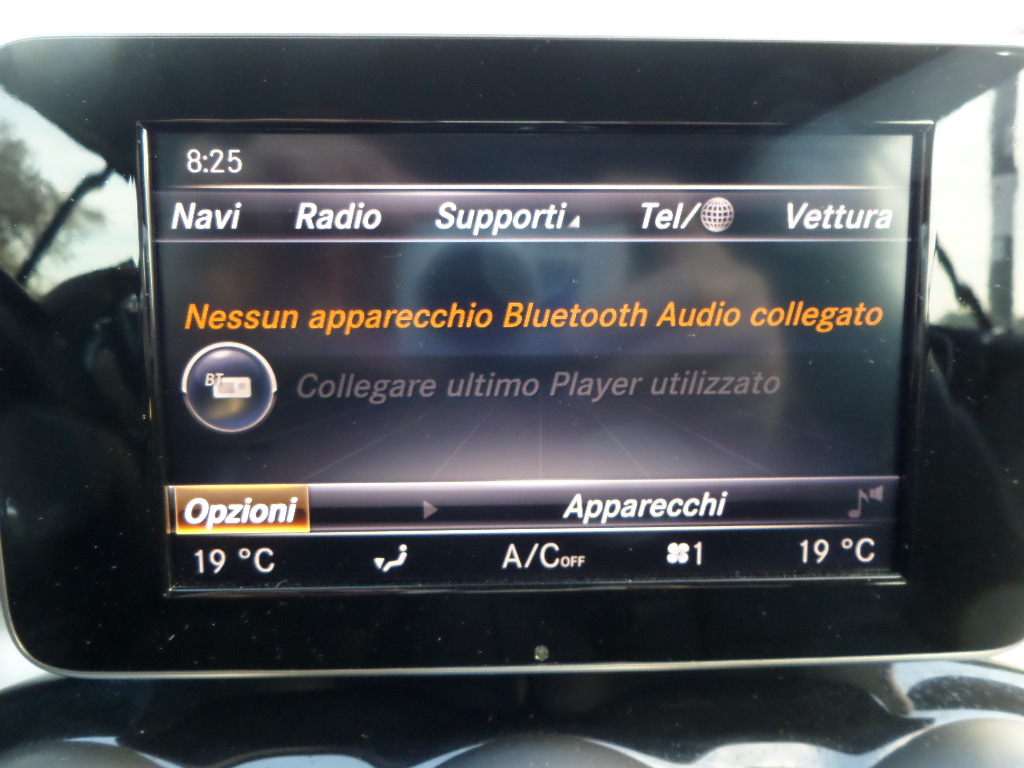 8:25
Navi Radio Supporti Tel/ Vettura
Nessun apparecchio Bluetooth Audio collegato
BT Collegare ultimo Player utilizzato
Opzioni Apparecchi
19 °C A/C OFF 1 19 °C